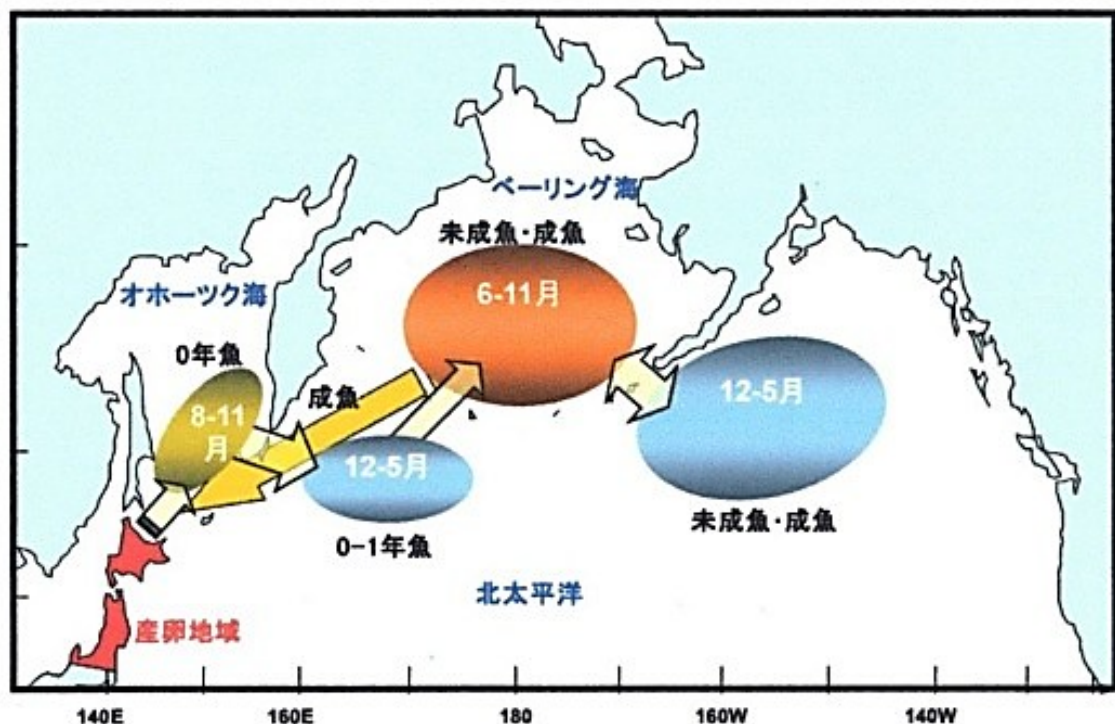 ベーリング海
未成魚・成魚
6-11月
オホーツク海
0年魚
成魚
8-11
月
12-5月
12-5月
未成魚・成魚
0-1年魚
北太平洋
産卵地域
140E
160E
180
160W
140W